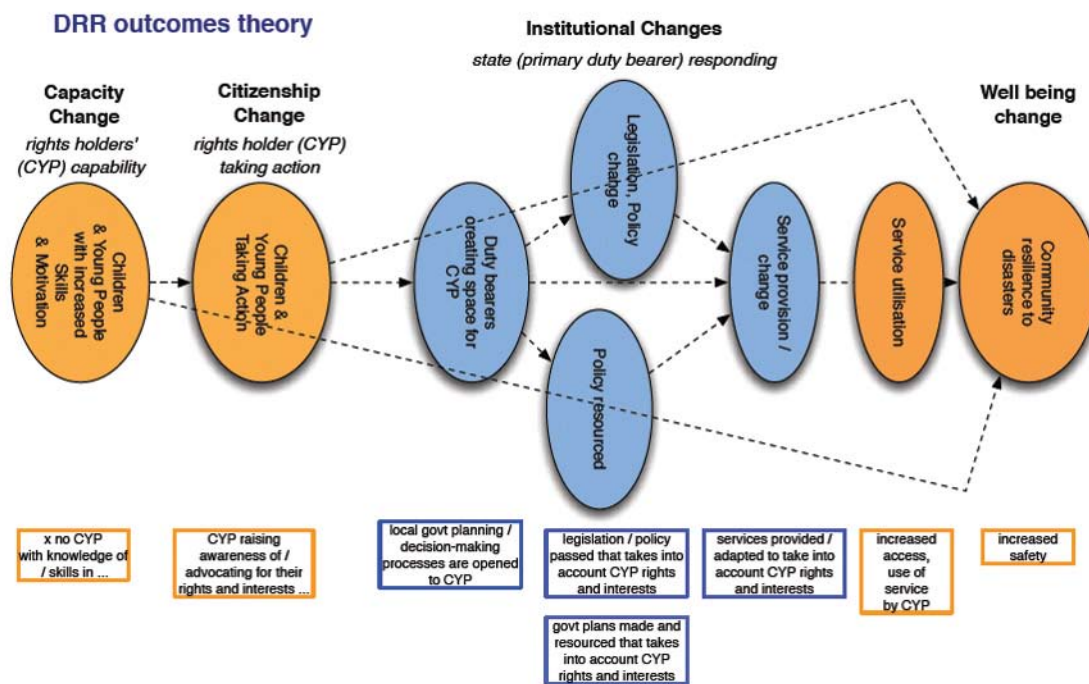 DRR outcomes theory
Institutional Changes
state (primary duty bearer) responding
Capacity
Change
rights holders'
(CYP) capability
Citizenship
Change
rights holder (CYP)
taking action
Well being
change
Children
& Young People
with increased
Skills
& Motivation
Children &
Young People
Taking Action
Duty bearers
creating space for
CYP
Legislation, Policy
change
Policy resourced
Service provision /
change
Service utilisation
Community
resilience to
disasters
x no CYP
with knowledge of
/ skills in ...
CYP raising
awareness of /
advocating for their
rights and interests ...
local govt planning /
decision-making
processes are opened
to CYP
legislation / policy
passed that takes into
account CYP rights
and interests
govt plans made and
resourced that takes
into account CYP
rights and interests
services provided /
adapted to take into
account CYP rights
and interests
increased
access,
use of
service
by CYP
increased
safety